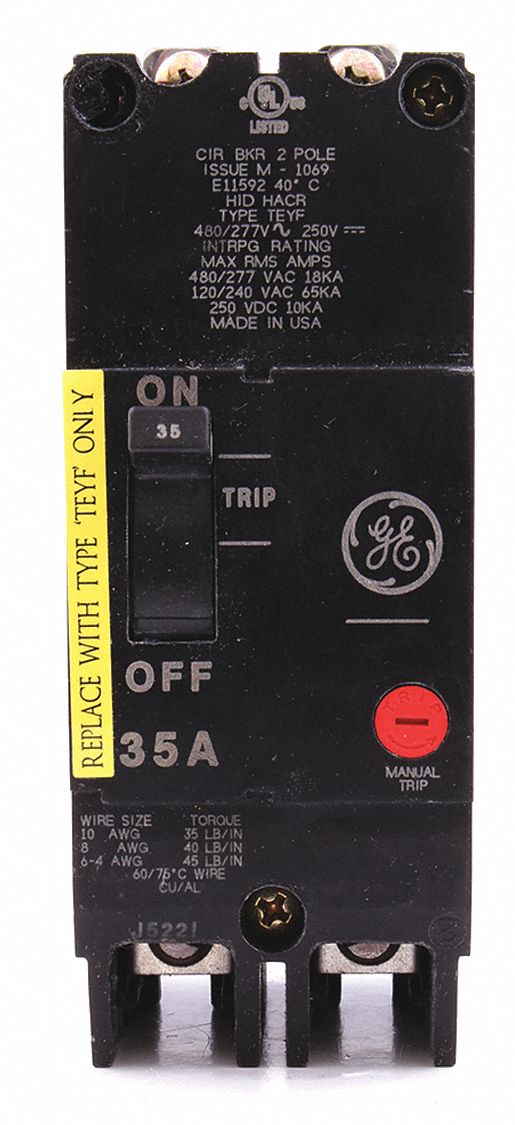 C UL US
LISTED
CIR BKR 2 POLE
ISSUE M - 1069
E11592 40° C
HID HACR
TYPE TEYF
480/277V ∿ 250V ⎓
INTRPG RATING
MAX RMS AMPS
480/277 VAC 18KA
120/240 VAC 65KA
250 VDC 10KA
MADE IN USA
REPLACE WITH TYPE 'TEYF' ONLY
ON
35
TRIP
GE
OFF
35A
TRIP
MANUAL
TRIP
WIRE SIZE TORQUE
10 AWG 35 LB/IN
8 AWG 40 LB/IN
6-4 AWG 45 LB/IN
60/75°C WIRE
CU/AL
J5221